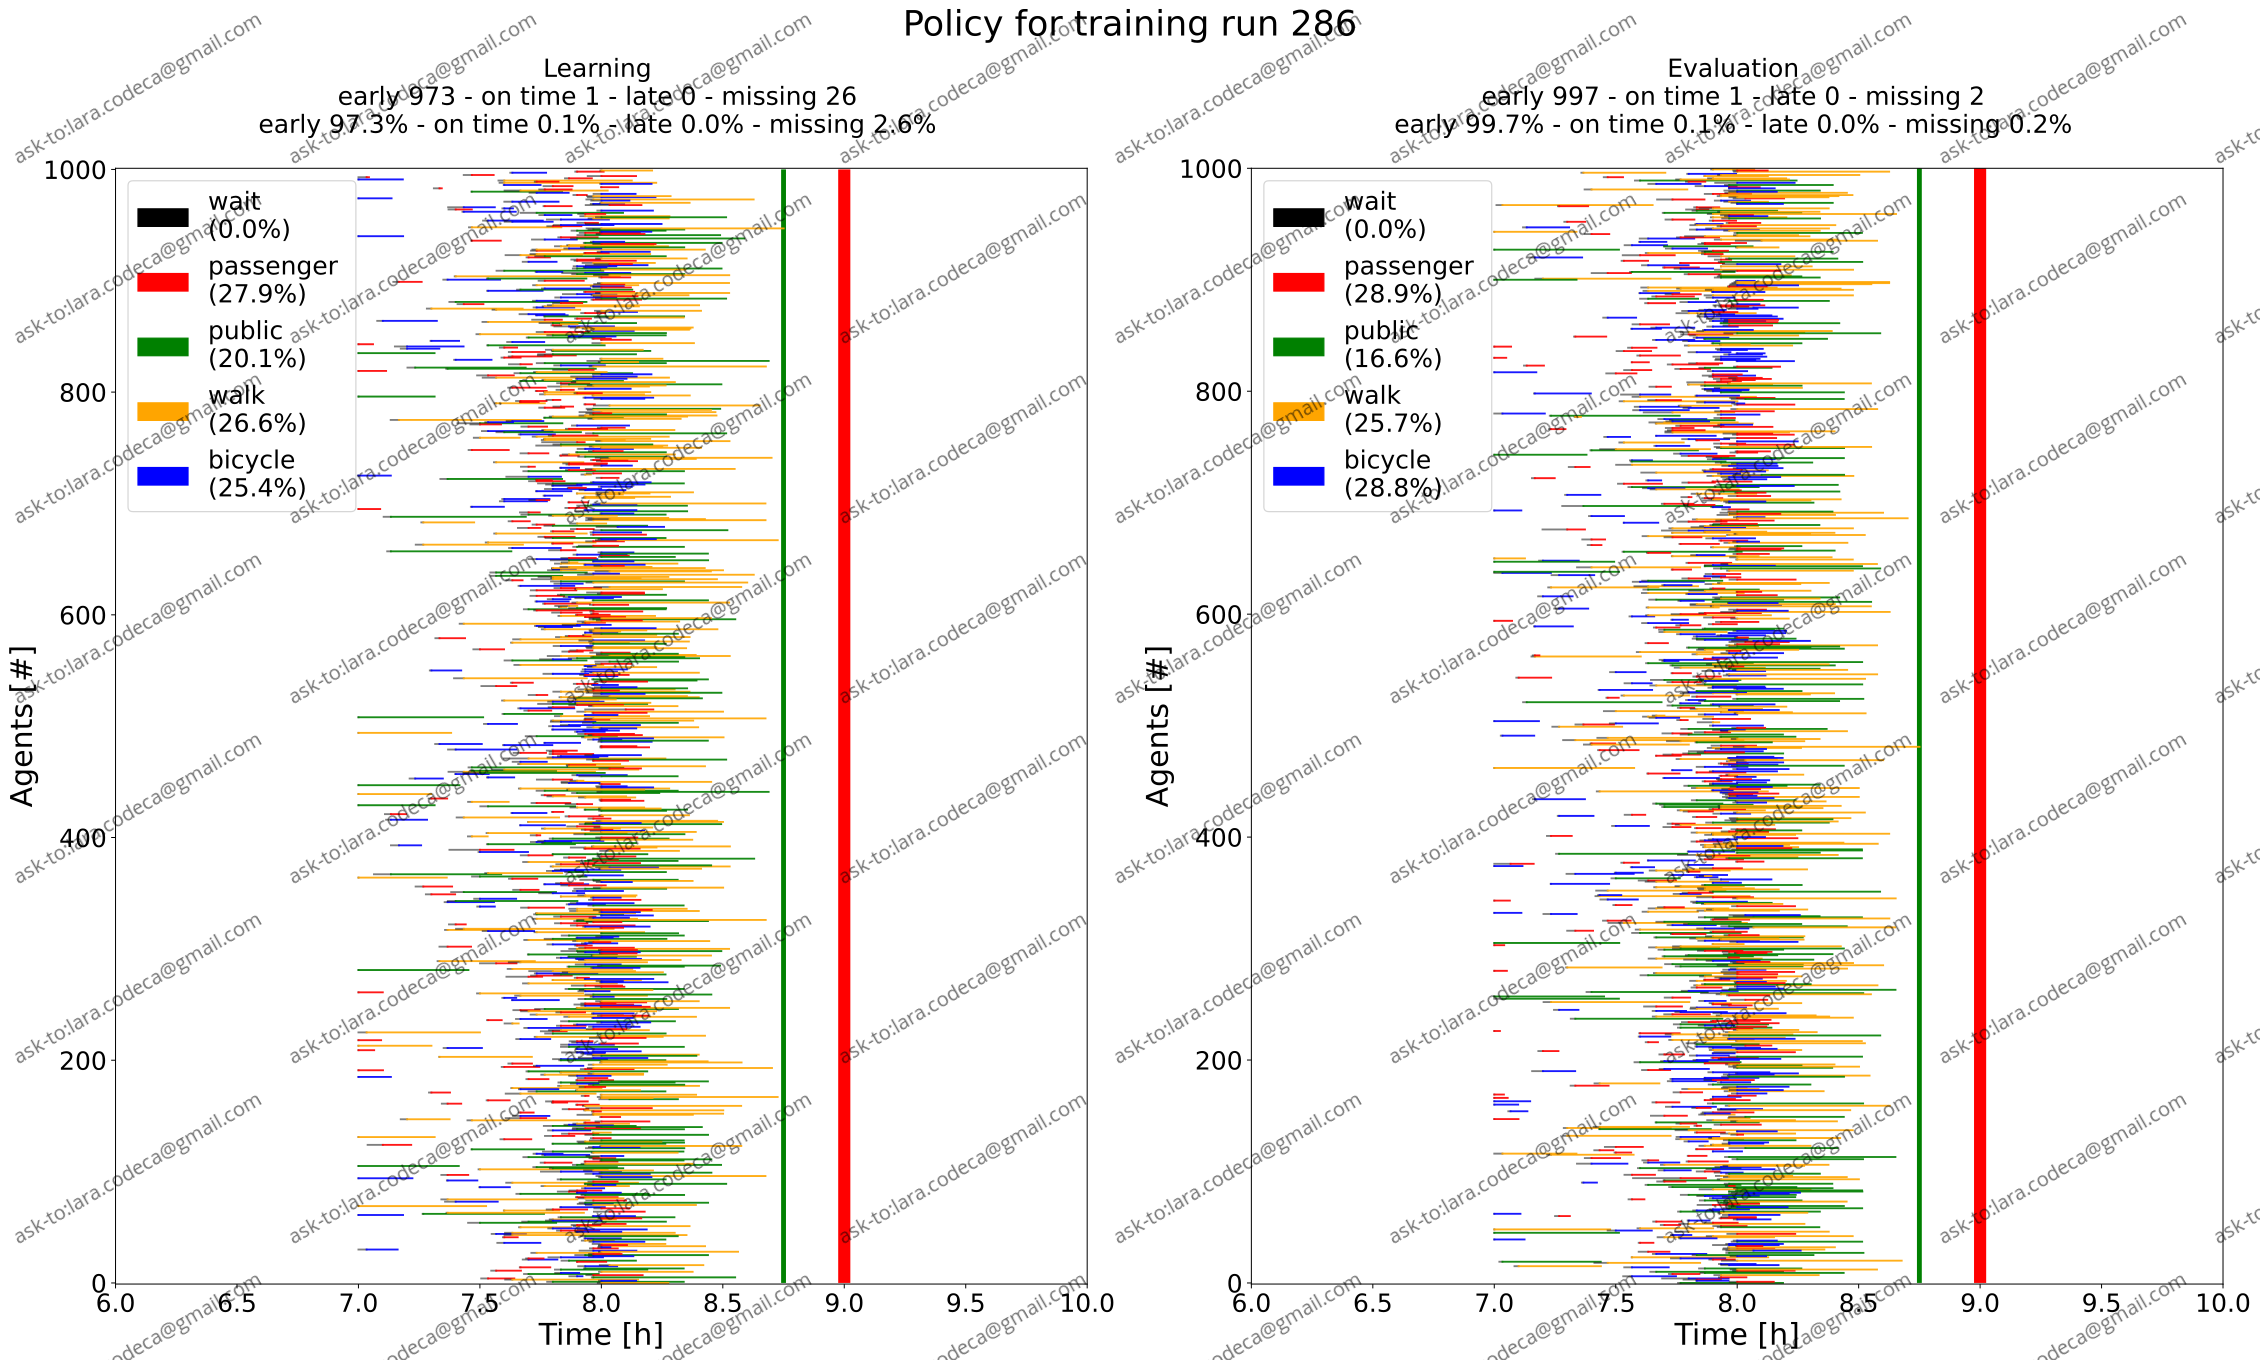 Policy for training run 286
Learning
early 973 - on time 1 - late 0 - missing 26
early 97.3% - on time 0.1% - late 0.0% - missing 2.6%
1000
800
600
400
200
0
Agents [#]
wait
(0.0%)
passenger
(27.9%)
public
(20.1%)
walk
(26.6%)
bicycle
(25.4%)
6.0 6.5 7.0 7.5 8.0 8.5 9.0 9.5 10.0
Time [h]
Evaluation
early 997 - on time 1 - late 0 - missing 2
early 99.7% - on time 0.1% - late 0.0% - missing 0.2%
1000
800
600
400
200
0
Agents [#]
wait
(0.0%)
passenger
(28.9%)
public
(16.6%)
walk
(25.7%)
bicycle
(28.8%)
6.0 6.5 7.0 7.5 8.0 8.5 9.0 9.5 10.0
Time [h]
ask-to:lara.codeca@gmail.com